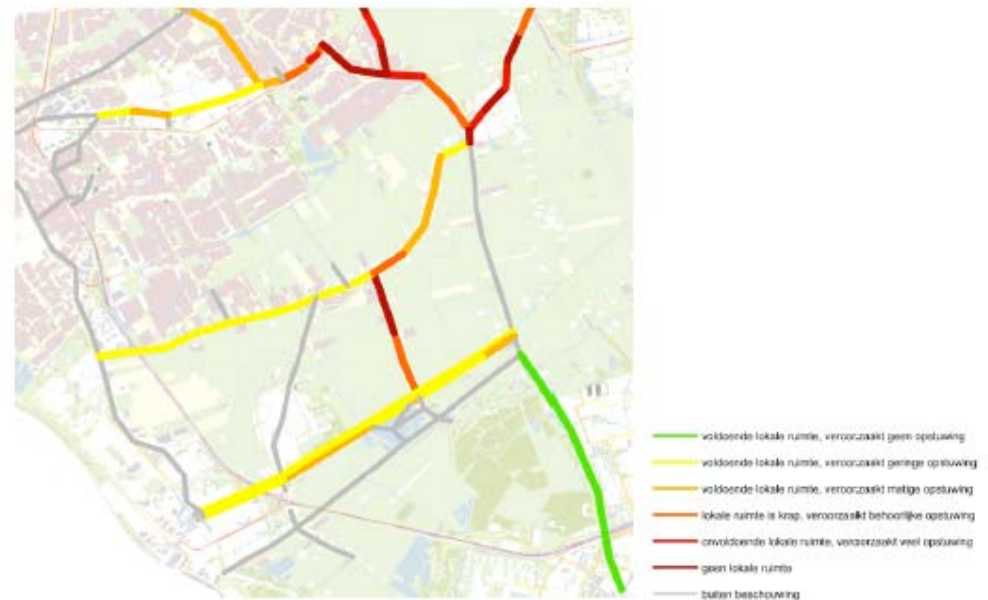 voldoende lokale ruimte, veroorzaakt geen opstuwing
voldoende lokale ruimte, veroorzaakt geringe opstuwing
voldoende lokale ruimte, veroorzaakt matige opstuwing
lokale ruimte is krap, veroorzaakt behoorlijke opstuwing
onvoldoende lokale ruimte, veroorzaakt veel opstuwing
geen lokale ruimte
buiten beschouwing